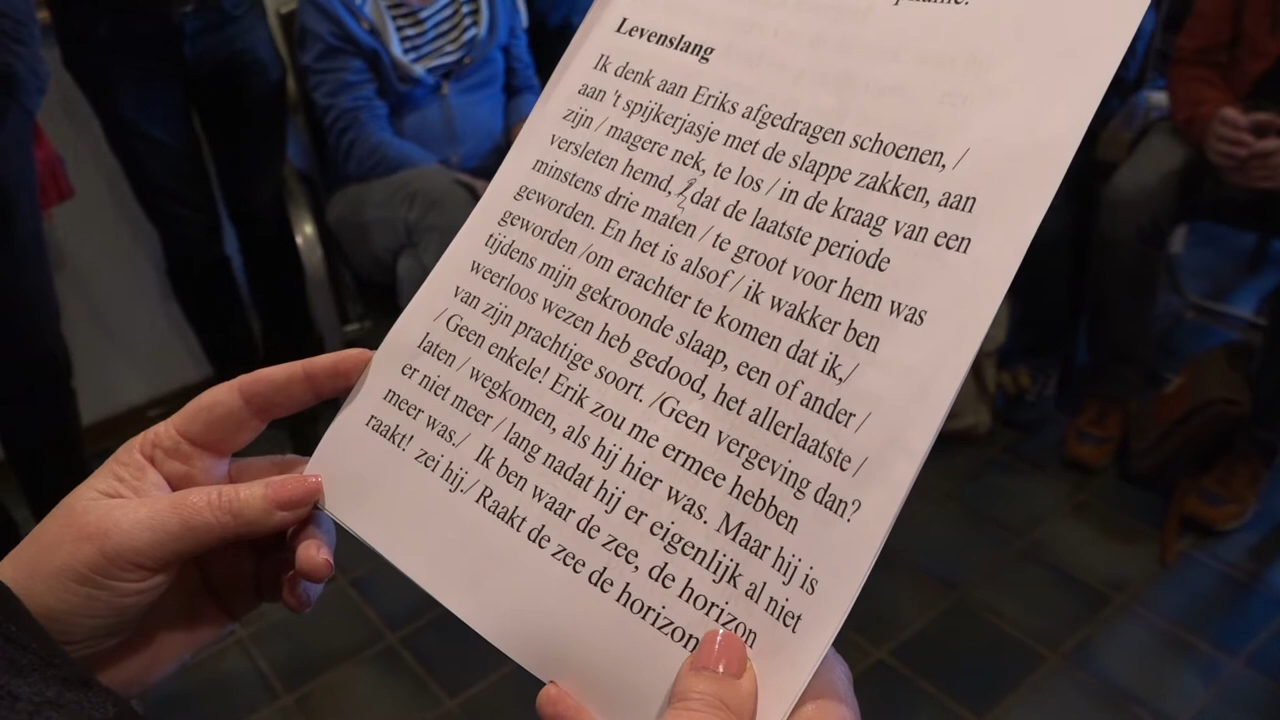 Levenslang
Ik denk aan Eriks afgedragen schoenen, /
aan 't spijkerjasje met de slappe zakken, aan
zijn / magere nek, te los / in de kraag van een
versleten hemd, dat de laatste periode
minstens drie maten / te groot voor hem was
geworden. En het is alsof / ik wakker ben
geworden /om erachter te komen dat ik,/
tijdens mijn gekroonde slaap, een of ander /
weerloos wezen heb gedood, het allerlaatste /
van zijn prachtige soort. /Geen vergeving dan?
/ Geen enkele! Erik zou me ermee hebben
laten / wegkomen, als hij hier was. Maar hij is
er niet meer / lang nadat hij er eigenlijk al niet
meer was./ Ik ben waar de zee, de horizon
raakt! zei hij./ Raakt de zee de horizon